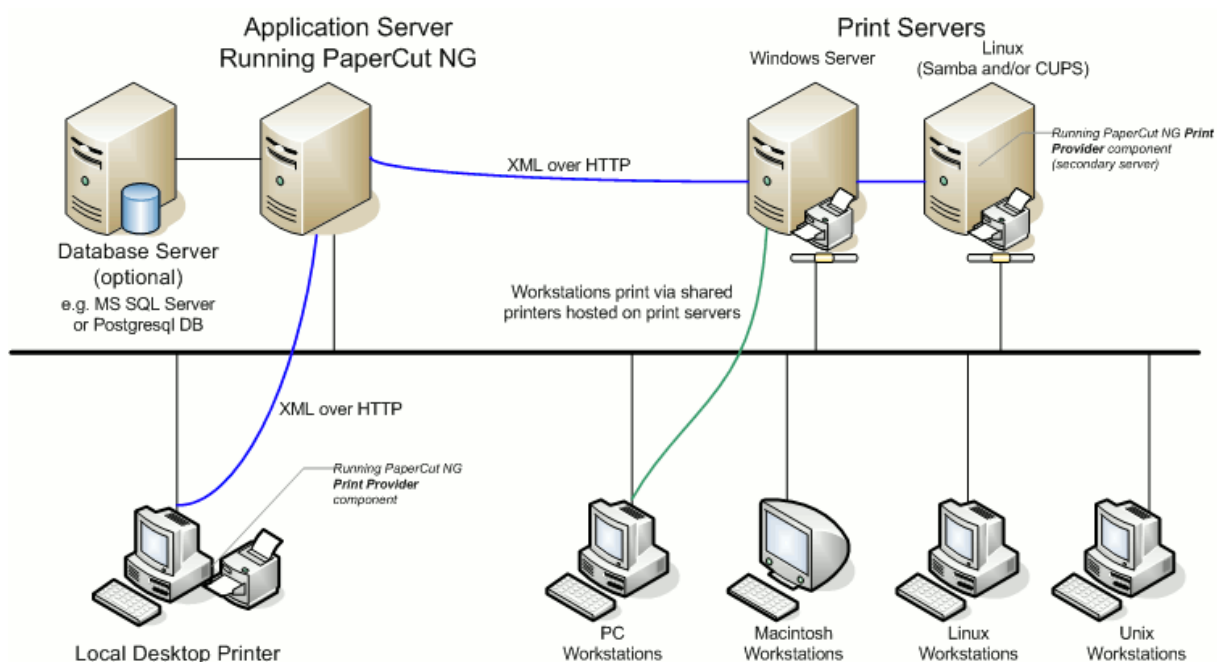 Application Server
Running PaperCut NG
Print Servers
Windows Server
Linux
(Samba and/or CUPS)
Running PaperCut NG Print
Provider component
(secondary server)
XML over HTTP
Database Server
(optional)
e.g. MS SQL Server
or Postgresql DB
Workstations print via shared
printers hosted on print servers
XML over HTTP
Running PaperCut NG
Print Provider
component
Local Desktop Printer
PC
Workstations
Macintosh
Workstations
Linux
Workstations
Unix
Workstations